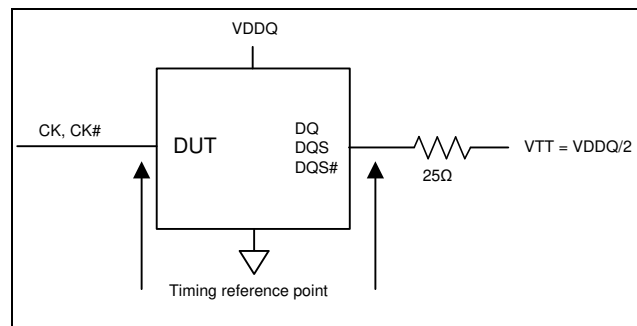 VDDQ
CK, CK#
DUT
DQ
DQS
DQS#
25Ω
VTT = VDDQ/2
Timing reference point